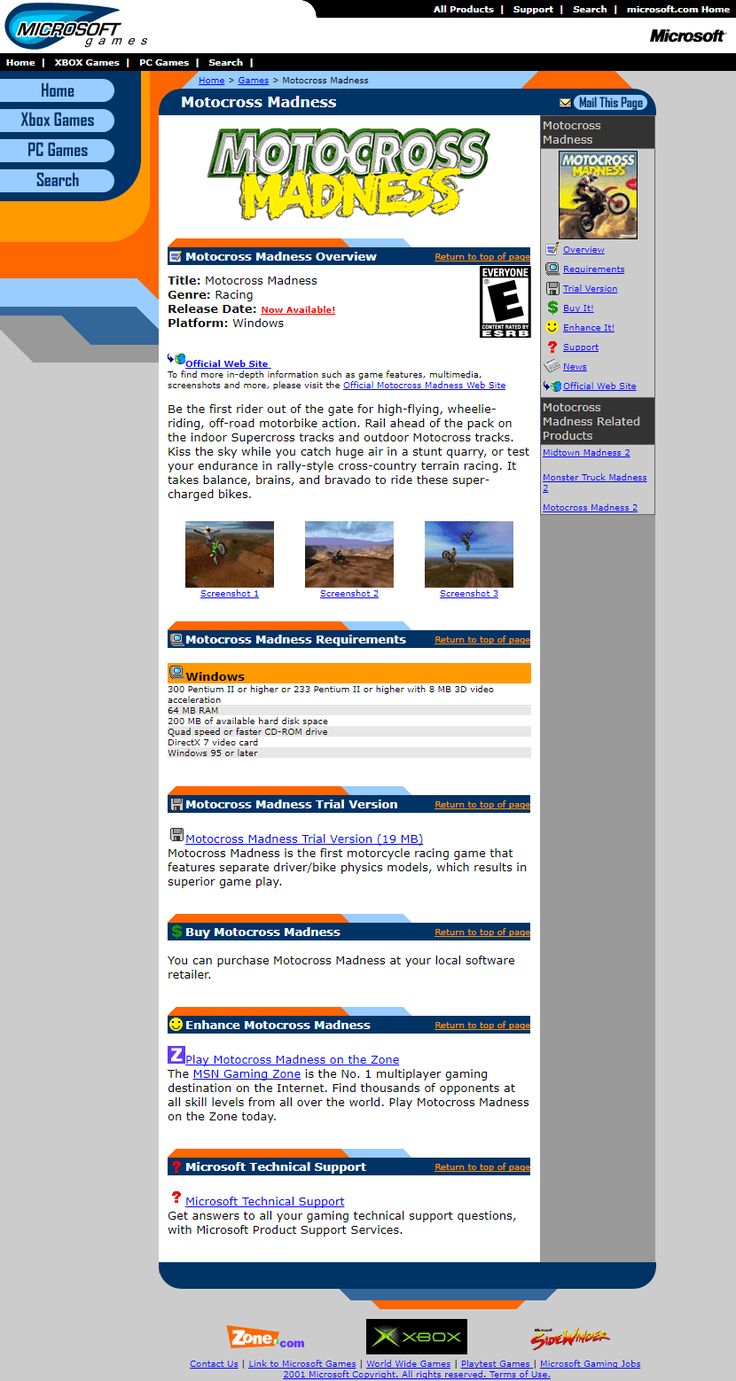 All Products | Support | Search | microsoft.com Home
MICROSOFT
games
Microsoft
Home | XBOX Games | PC Games | Search |
Home
Xbox Games
PC Games
Search
Home > Games > Motocross Madness
Motocross Madness
Mail This Page
MOTOCROSS
MADNESS
Motocross Madness Overview Return to top of page
Title: Motocross Madness
Genre: Racing
Release Date: Now Available!
Platform: Windows
EVERYONE
E
CONTENT RATED BY
ESRB
Official Web Site
To find more in-depth information such as game features, multimedia,
screenshots and more, please visit the Official Motocross Madness Web Site
Be the first rider out of the gate for high-flying, wheelie-
riding, off-road motorbike action. Rail ahead of the pack on
the indoor Supercross tracks and outdoor Motocross tracks.
Kiss the sky while you catch huge air in a stunt quarry, or test
your endurance in rally-style cross-country terrain racing. It
takes balance, brains, and bravado to ride these super-
charged bikes.
Screenshot 1
Screenshot 2
Screenshot 3
Motocross Madness Requirements Return to top of page
Windows
300 Pentium II or higher or 233 Pentium II or higher with 8 MB 3D video
acceleration
64 MB RAM
200 MB of available hard disk space
Quad speed or faster CD-ROM drive
DirectX 7 video card
Windows 95 or later
Motocross Madness Trial Version Return to top of page
Motocross Madness Trial Version (19 MB)
Motocross Madness is the first motorcycle racing game that
features separate driver/bike physics models, which results in
superior game play.
$ Buy Motocross Madness Return to top of page
You can purchase Motocross Madness at your local software
retailer.
Enhance Motocross Madness Return to top of page
Z Play Motocross Madness on the Zone
The MSN Gaming Zone is the No. 1 multiplayer gaming
destination on the Internet. Find thousands of opponents at
all skill levels from all over the world. Play Motocross Madness
on the Zone today.
? Microsoft Technical Support Return to top of page
? Microsoft Technical Support
Get answers to all your gaming technical support questions,
with Microsoft Product Support Services.
Motocross
Madness
MOTOCROSS
MADNESS
Overview
Requirements
Trial Version
$ Buy It!
Enhance It!
? Support
News
Official Web Site
Motocross
Madness Related
Products
Midtown Madness 2
Monster Truck Madness
2
Motocross Madness 2
Zone.com
XBOX
Microsoft
SIDEWINDER
Contact Us | Link to Microsoft Games | World Wide Games | Playtest Games | Microsoft Gaming Jobs
2001 Microsoft Copyright. All rights reserved. Terms of Use.